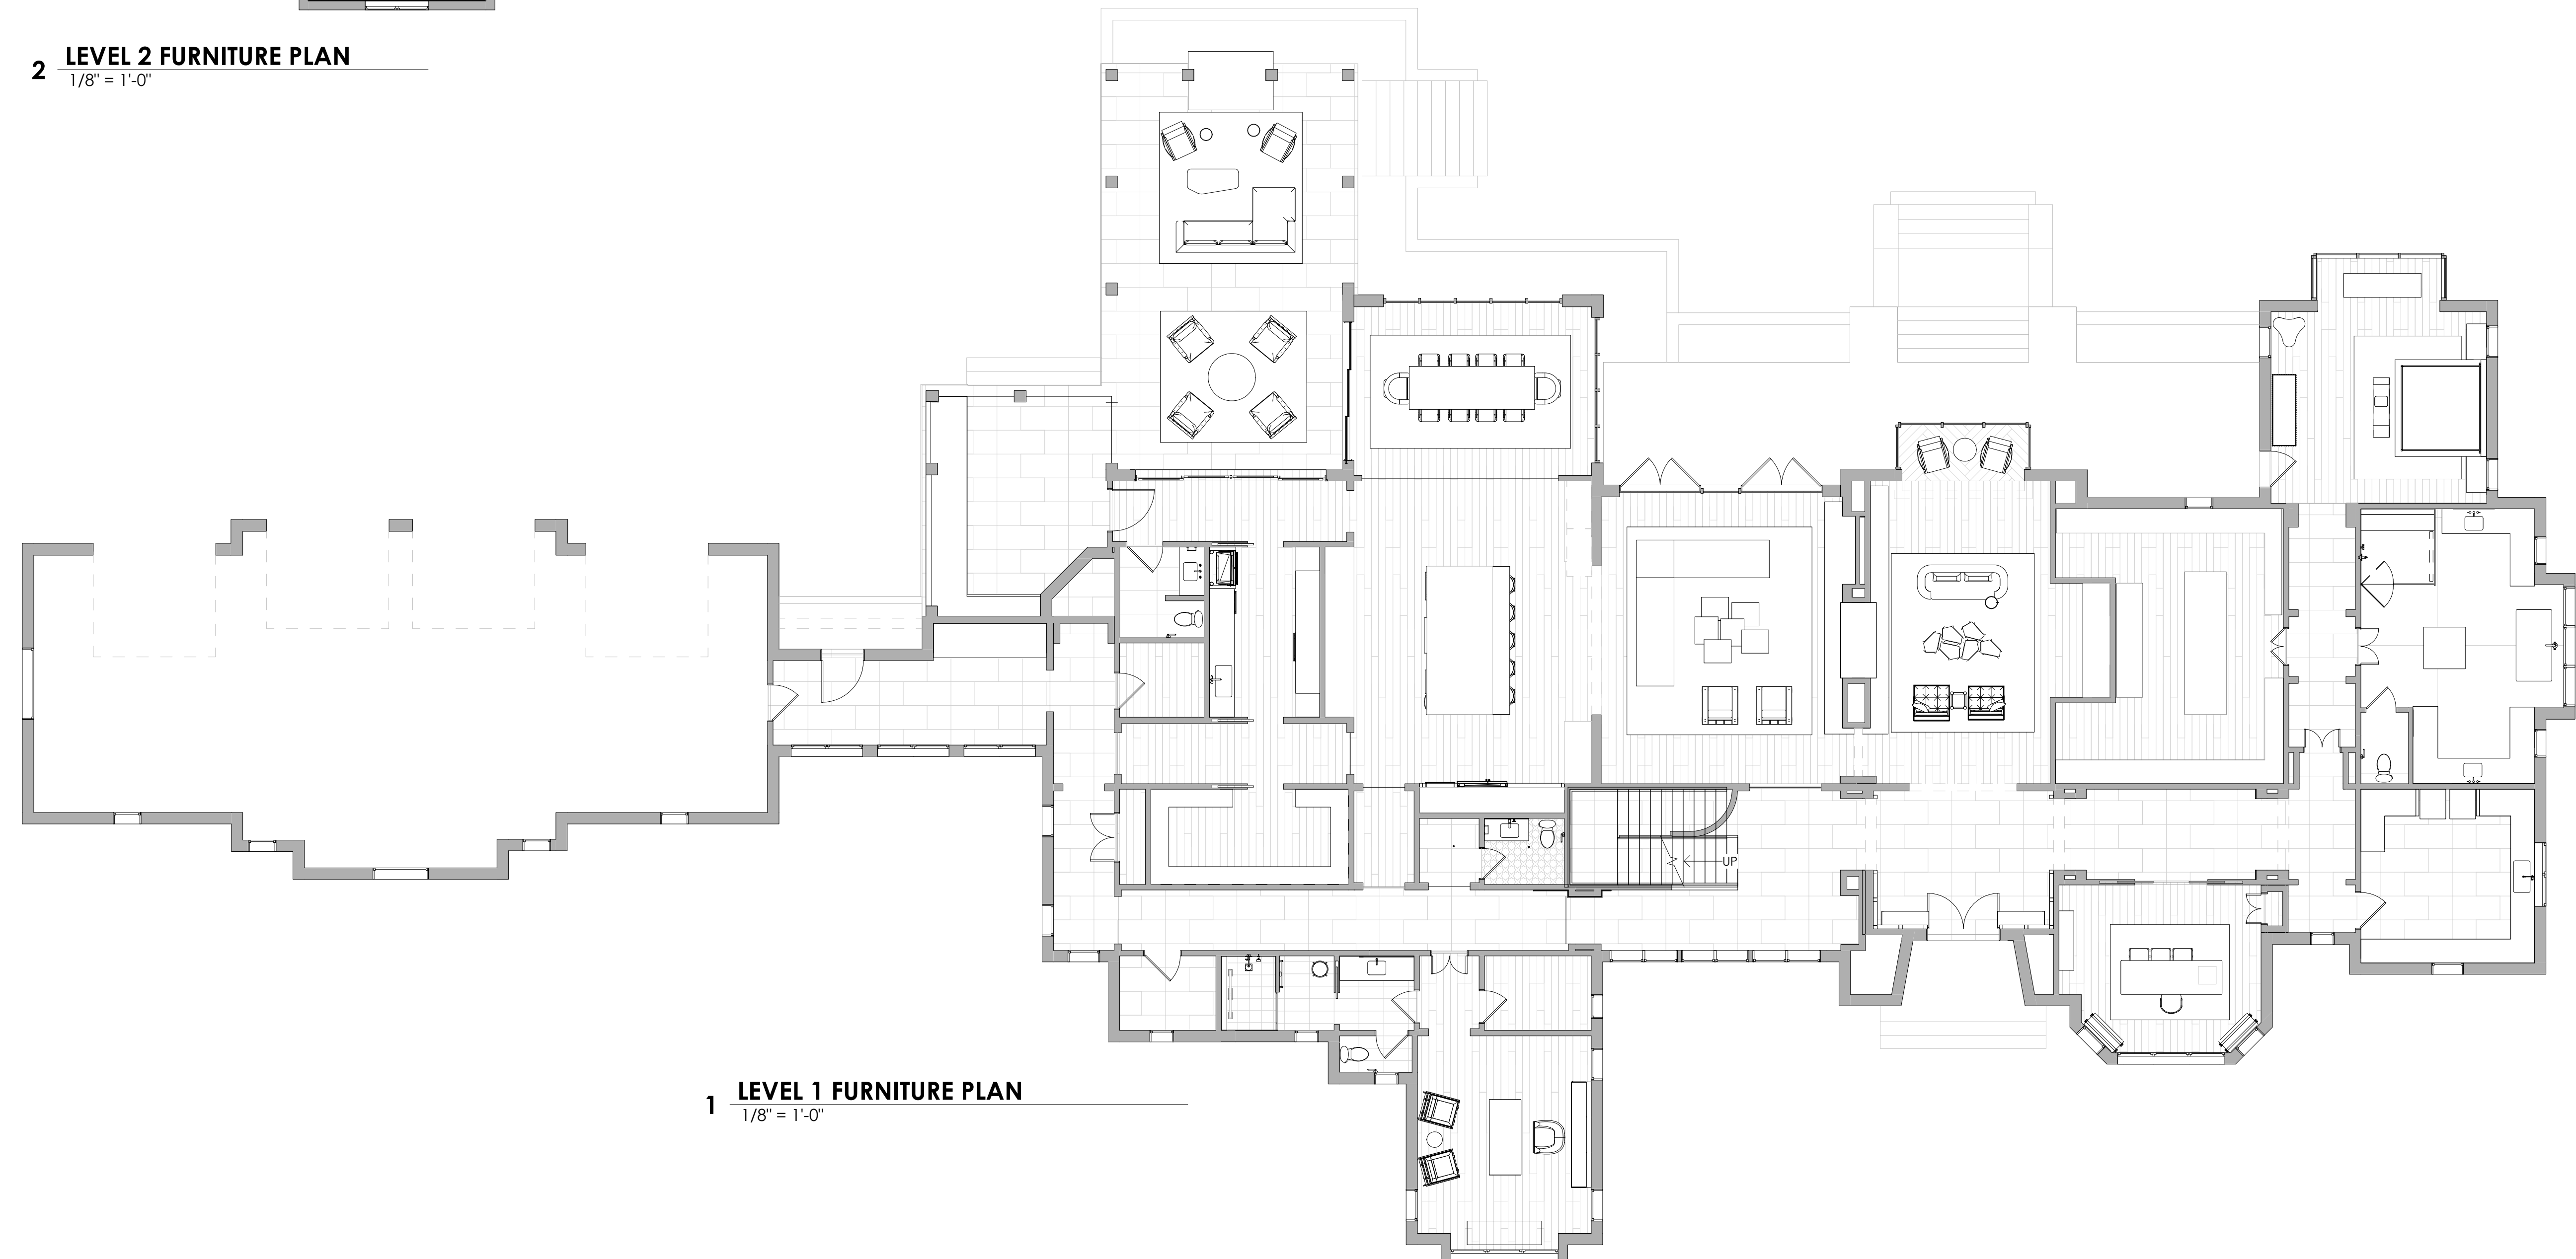 2 LEVEL 2 FURNITURE PLAN
1/8" = 1'-0"
UP
1 LEVEL 1 FURNITURE PLAN
1/8" = 1'-0"